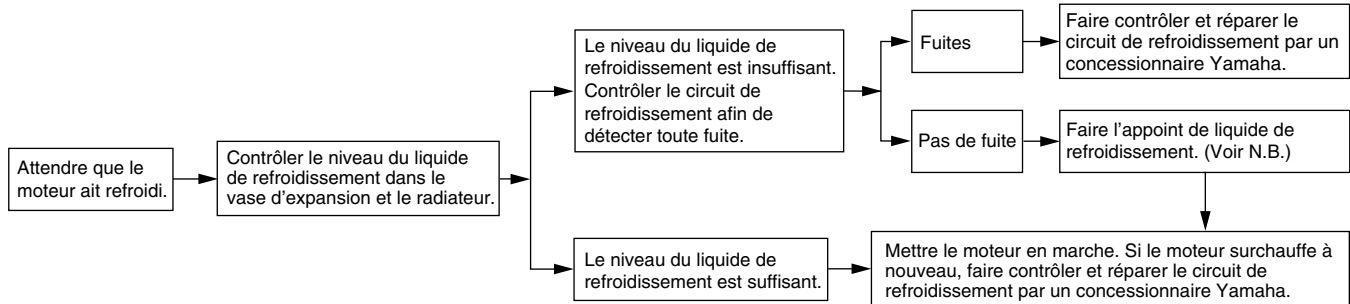 Attendre que le
moteur ait refroidi.
Contrôler le niveau du liquide
de refroidissement dans le
vase d’expansion et le radiateur.
Le niveau du liquide de
refroidissement est insuffisant.
Contrôler le circuit de
refroidissement afin de
détecter toute fuite.
Fuites
Faire contrôler et réparer le
circuit de refroidissement par un
concessionnaire Yamaha.
Pas de fuite
Faire l’appoint de liquide de
refroidissement. (Voir N.B.)
Le niveau du liquide de
refroidissement est suffisant.
Mettre le moteur en marche. Si le moteur surchauffe à
nouveau, faire contrôler et réparer le circuit de
refroidissement par un concessionnaire Yamaha.